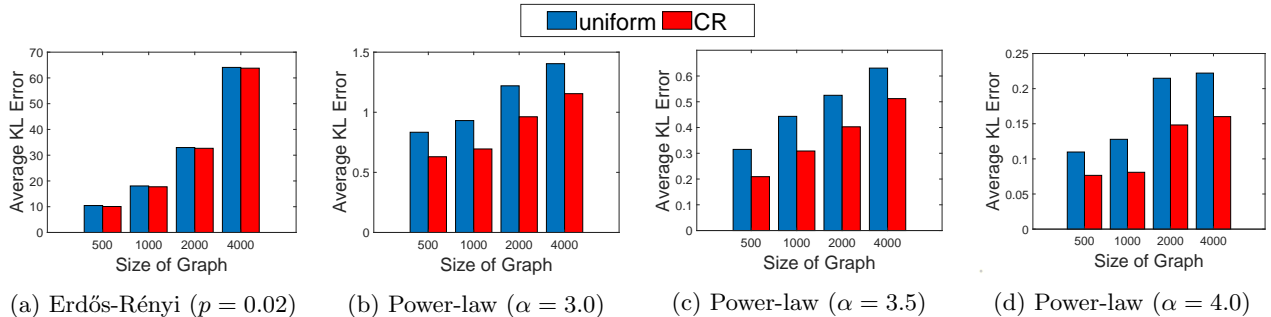 uniform CR
Average KL Error
70
60
50
40
30
20
10
0
500 1000 2000 4000
Size of Graph
(a) Erdős-Rényi (p = 0.02)
Average KL Error
1.5
1
0.5
0
500 1000 2000 4000
Size of Graph
(b) Power-law (α = 3.0)
Average KL Error
0.6
0.5
0.4
0.3
0.2
0.1
0
500 1000 2000 4000
Size of Graph
(c) Power-law (α = 3.5)
Average KL Error
0.25
0.2
0.15
0.1
0.05
0
500 1000 2000 4000
Size of Graph
(d) Power-law (α = 4.0)